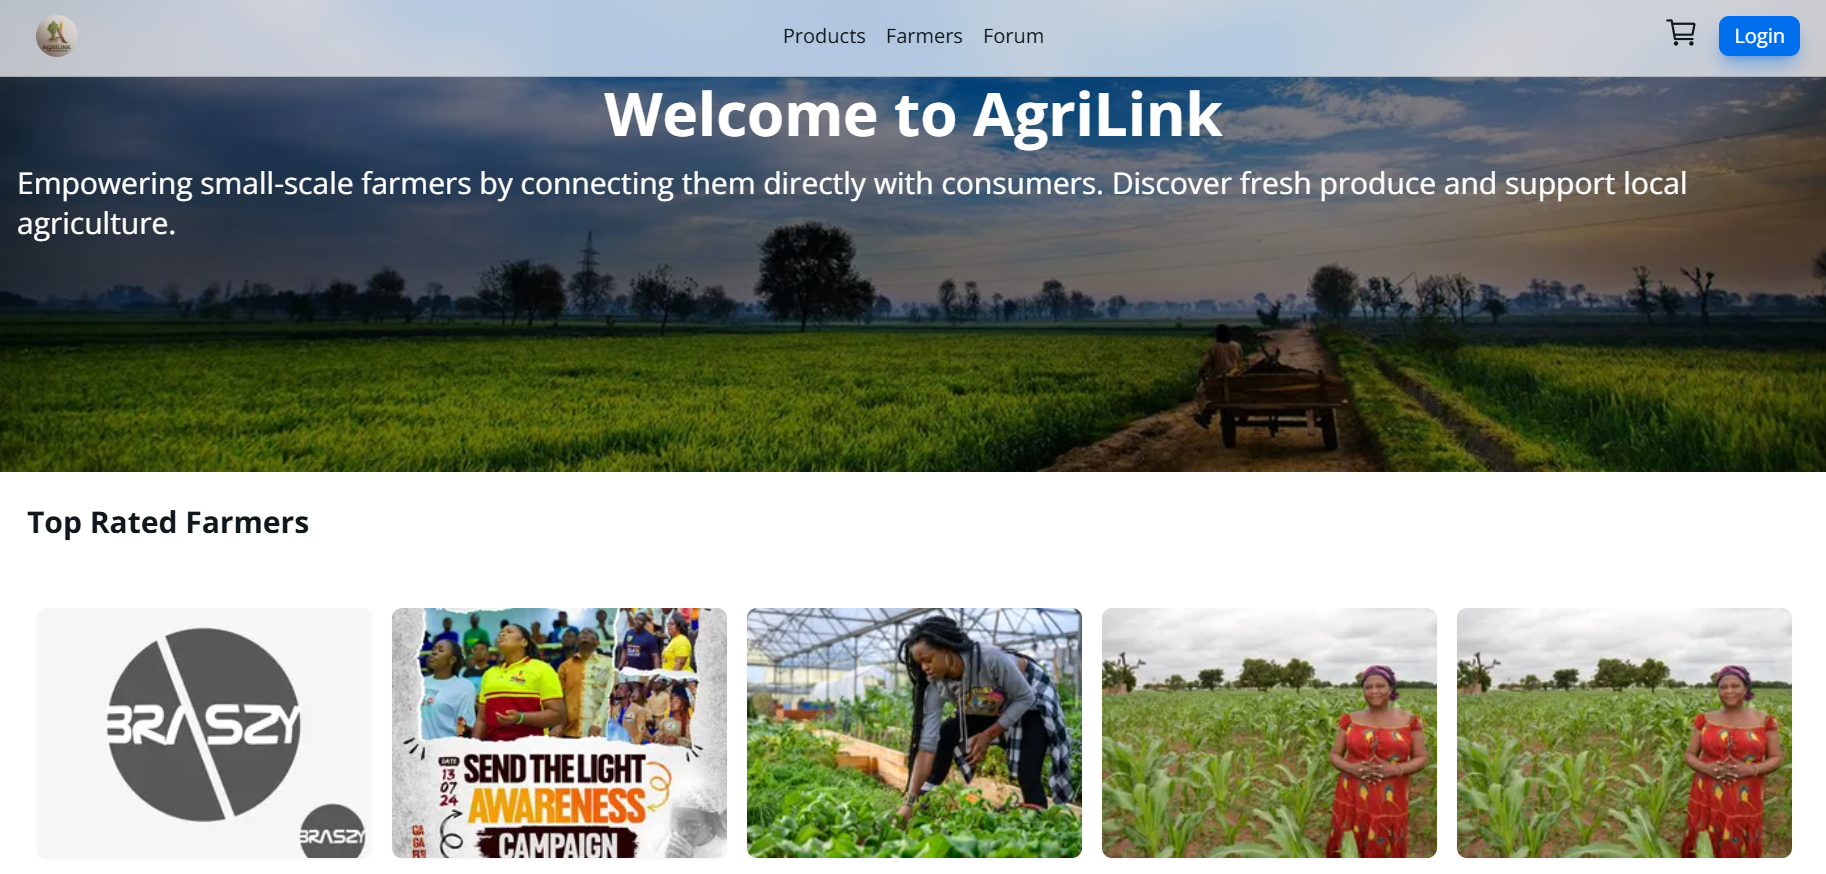 AGRILINK
Products Farmers Forum
Login
Welcome to AgriLink
Empowering small-scale farmers by connecting them directly with consumers. Discover fresh produce and support local
agriculture.
Top Rated Farmers
BRASZY
BRASZY
DATE
13
07
24
SEND THE LIGHT
AWARENESS
CAMPAIGN